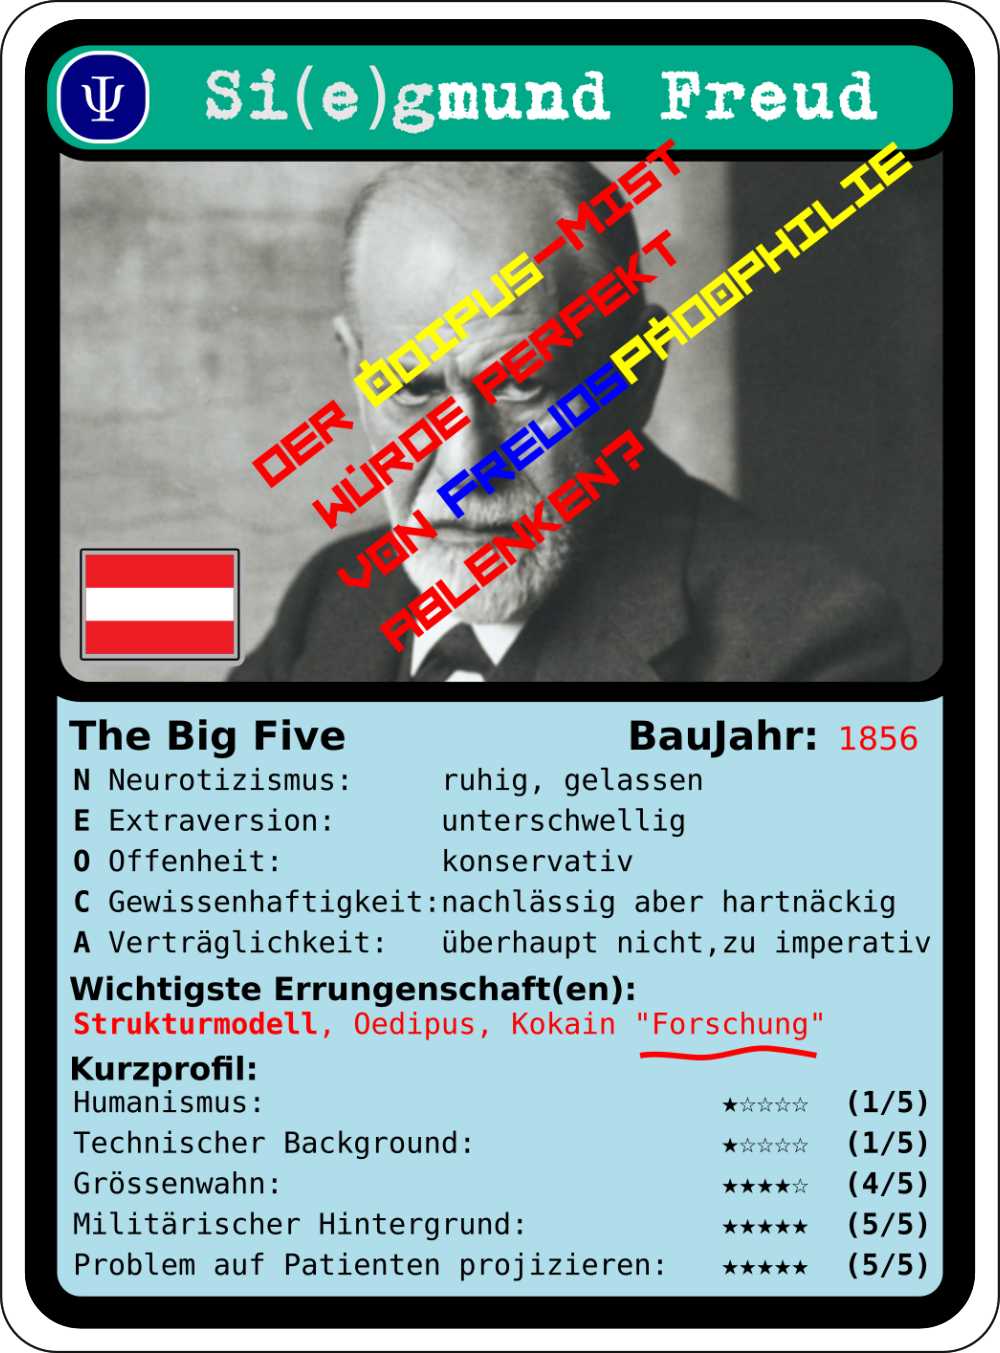 Ψ Si(e)gmund Freud
DER ÖDIPUS-MIST
WÜRDE PERFEKT
VON FREUDS PÄDOPHILIE
ABLENKEN?
The Big Five BauJahr: 1856
N Neurotizismus: ruhig, gelassen
E Extraversion: unterschwellig
O Offenheit: konservativ
C Gewissenhaftigkeit:nachlässig aber hartnäckig
A Verträglichkeit: überhaupt nicht,zu imperativ
Wichtigste Errungenschaft(en):
Strukturmodell, Oedipus, Kokain "Forschung"
Kurzprofil:
Humanismus: ★☆☆☆☆ (1/5)
Technischer Background: ★☆☆☆☆ (1/5)
Grössenwahn: ★★★★☆ (4/5)
Militärischer Hintergrund: ★★★★★ (5/5)
Problem auf Patienten projizieren: ★★★★★ (5/5)